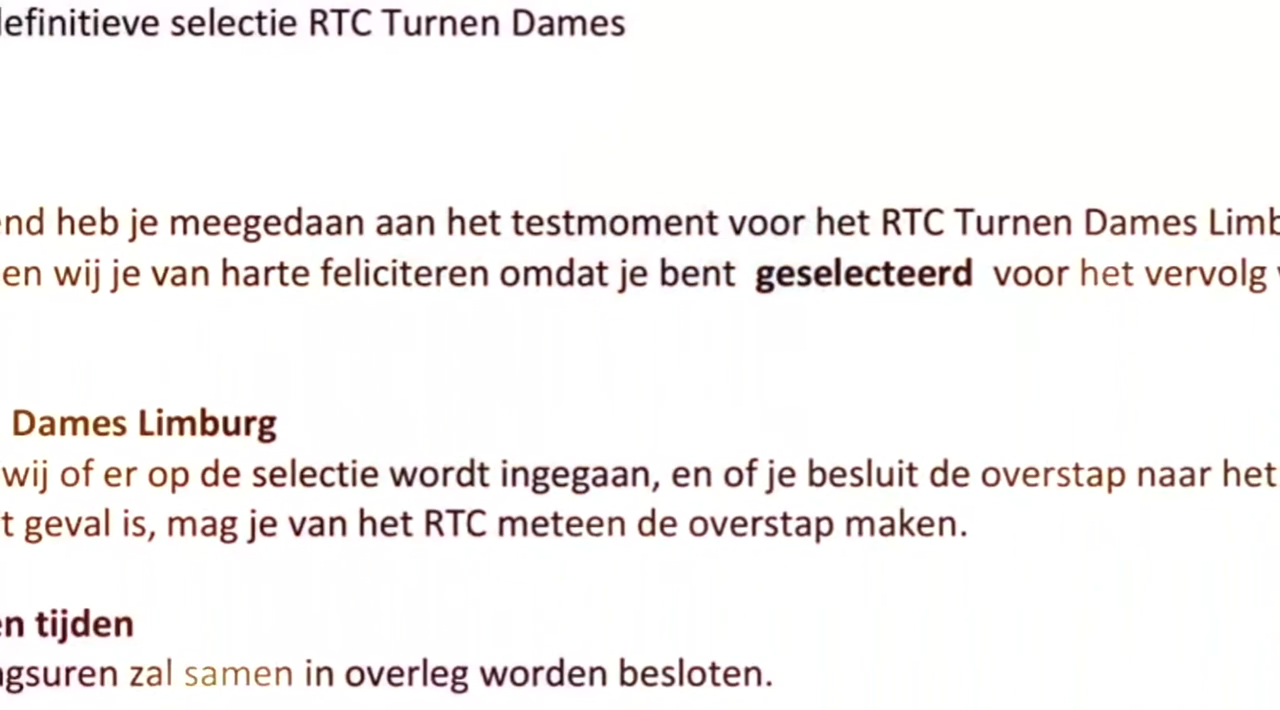 definitieve selectie RTC Turnen Dames
heb je meegedaan aan het testmoment voor het RTC Turnen Dames Limb
en wij je van harte feliciteren omdat je bent geselecteerd voor het vervolg
Dames Limburg
wij of er op de selectie wordt ingegaan, en of je besluit de overstap naar het
t geval is, mag je van het RTC meteen de overstap maken.
en tijden
gsuren zal samen in overleg worden besloten.